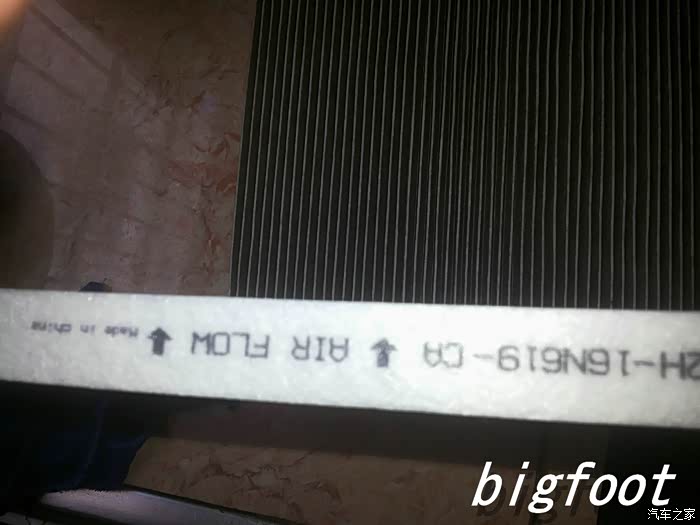 2H-16N619-CA AIR FLOW Made in China
bigfoot
汽车之家